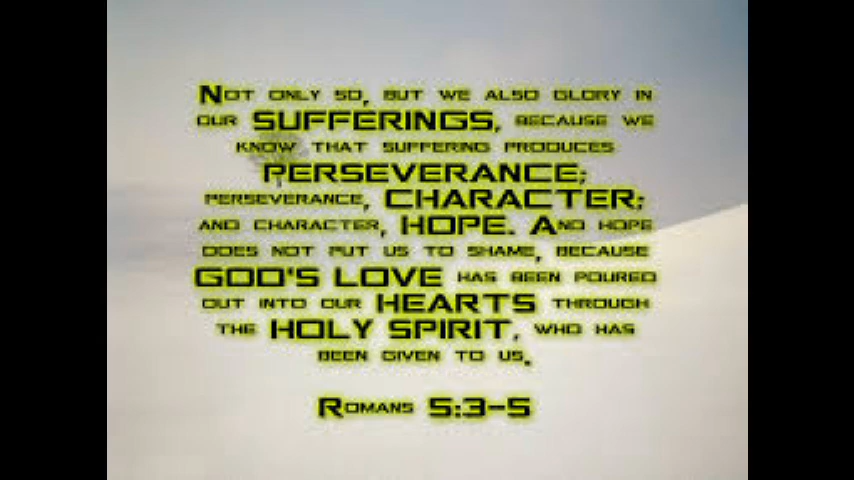 Not only so, but we also glory in
our SUFFERINGS, because we
know that suffering produces
PERSEVERANCE;
perseverance, CHARACTER;
and character, HOPE. And hope
does not put us to shame, because
GOD'S LOVE has been poured
out into our HEARTS through
the HOLY SPIRIT, who has
been given to us.
Romans 5:3-5